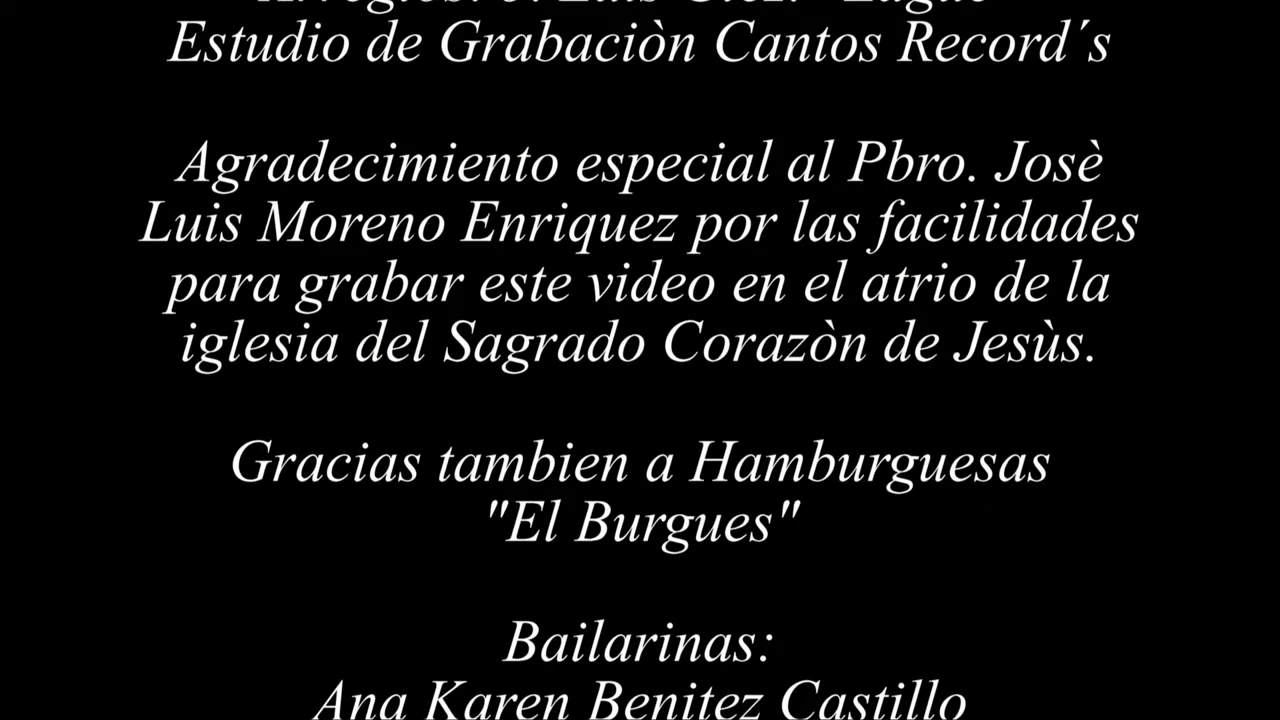 Estudio de Grabaciòn Cantos Record´s
Agradecimiento especial al Pbro. Josè
Luis Moreno Enriquez por las facilidades
para grabar este video en el atrio de la
iglesia del Sagrado Corazòn de Jesùs.
Gracias tambien a Hamburguesas
"El Burgues"
Bailarinas:
Ana Karen Benitez Castillo